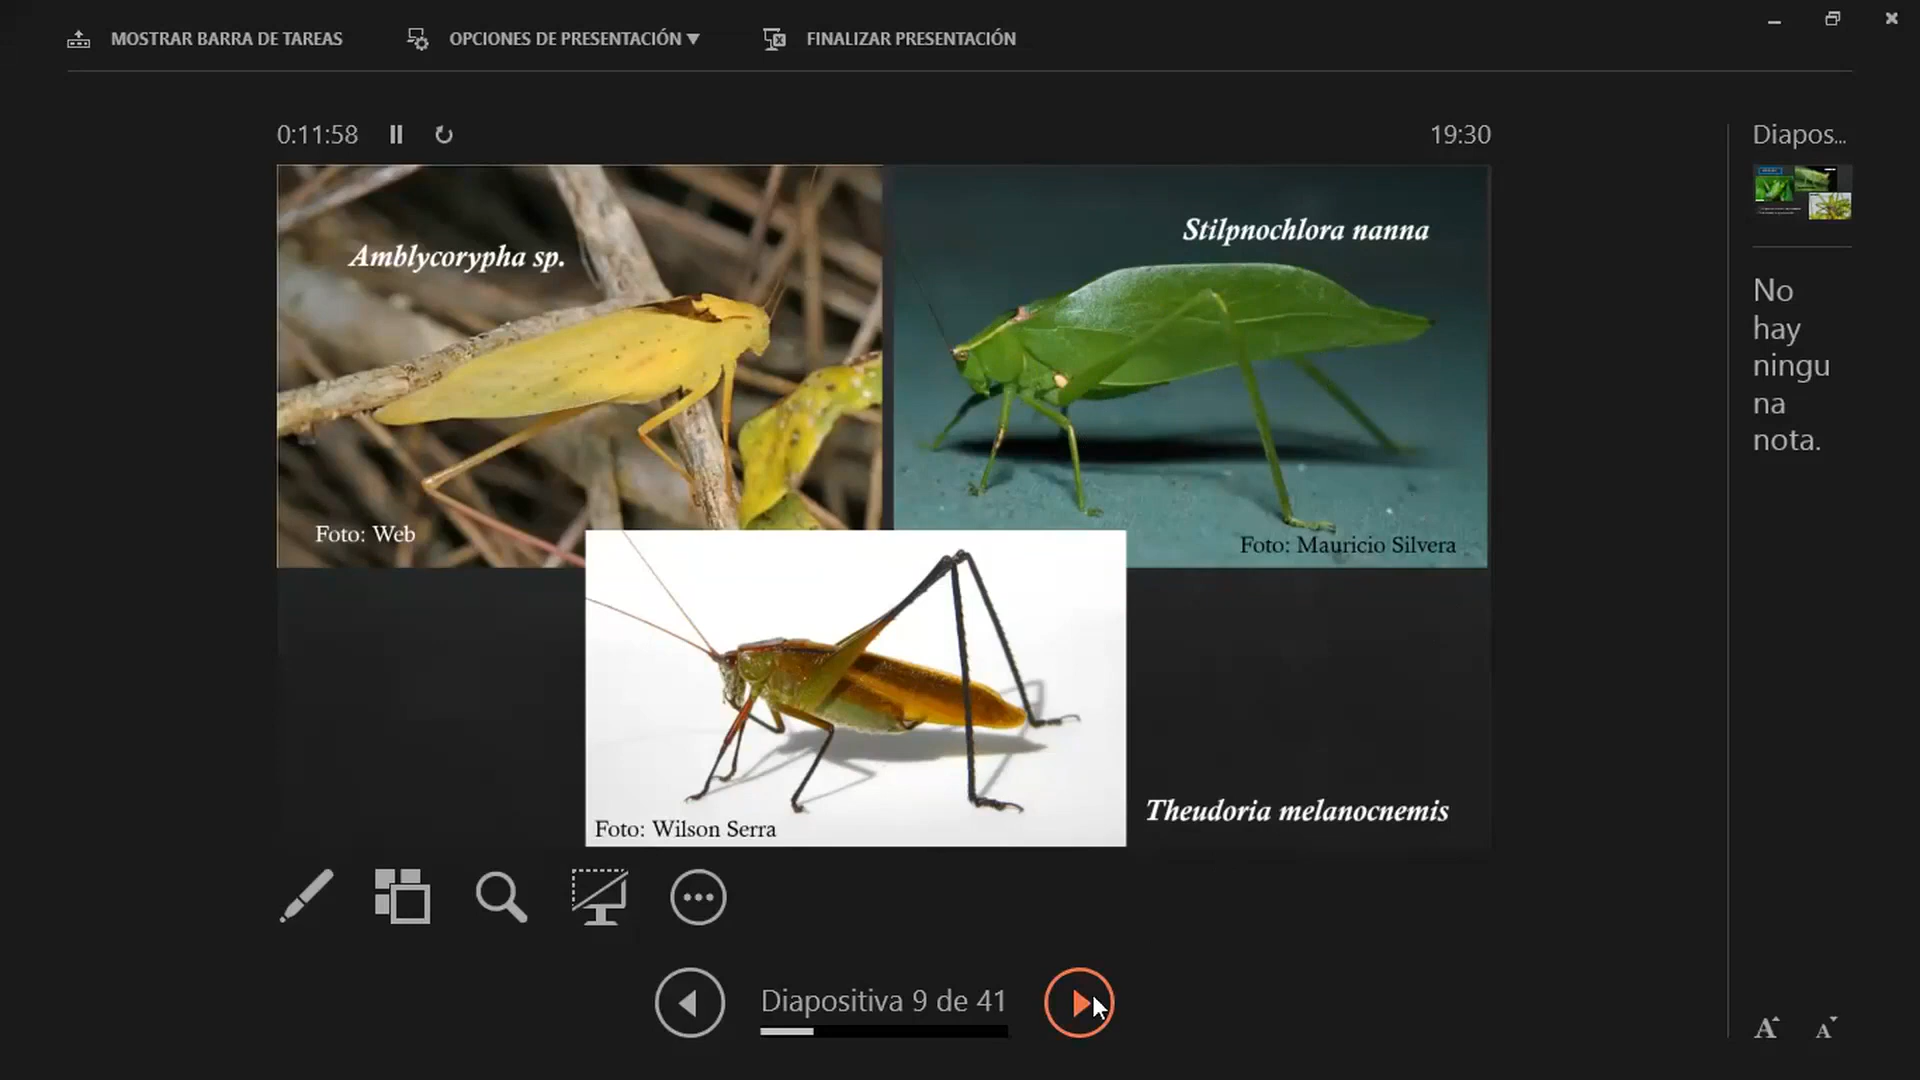 MOSTRAR BARRA DE TAREAS
OPCIONES DE PRESENTACIÓN
FINALIZAR PRESENTACIÓN
0:11:58
19:30
Amblycorypha sp.
Foto: Web
Stilpnochlora nanna
Foto: Mauricio Silvera
Foto: Wilson Serra
Theudoria melanocnemis
Diapositiva 9 de 41
Diapos...
No
hay
ningu
na
nota.
A A